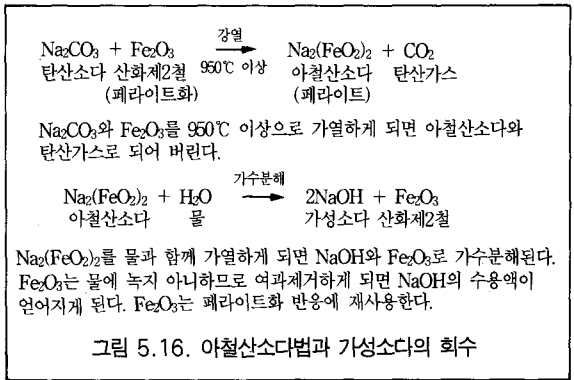 강열
Na₂CO₃ + Fe₂O₃ → Na₂(FeO₂)₂ + CO₂
탄산소다 산화제2철 950℃ 이상 아철산소다 탄산가스
(페라이트화) (페라이트)
Na₂CO₃와 Fe₂O₃를 950℃ 이상으로 가열하게 되면 아철산소다와
탄산가스로 되어 버린다.
가수분해
Na₂(FeO₂)₂ + H₂O → 2NaOH + Fe₂O₃
아철산소다 물 가성소다 산화제2철
Na₂(FeO₂)₂를 물과 함께 가열하게 되면 NaOH와 Fe₂O₃로 가수분해된다.
Fe₂O₃는 물에 녹지 아니하므로 여과제거하게 되면 NaOH의 수용액이
얻어지게 된다. Fe₂O₃는 페라이트화 반응에 재사용한다.
그림 5.16. 아철산소다법과 가성소다의 회수